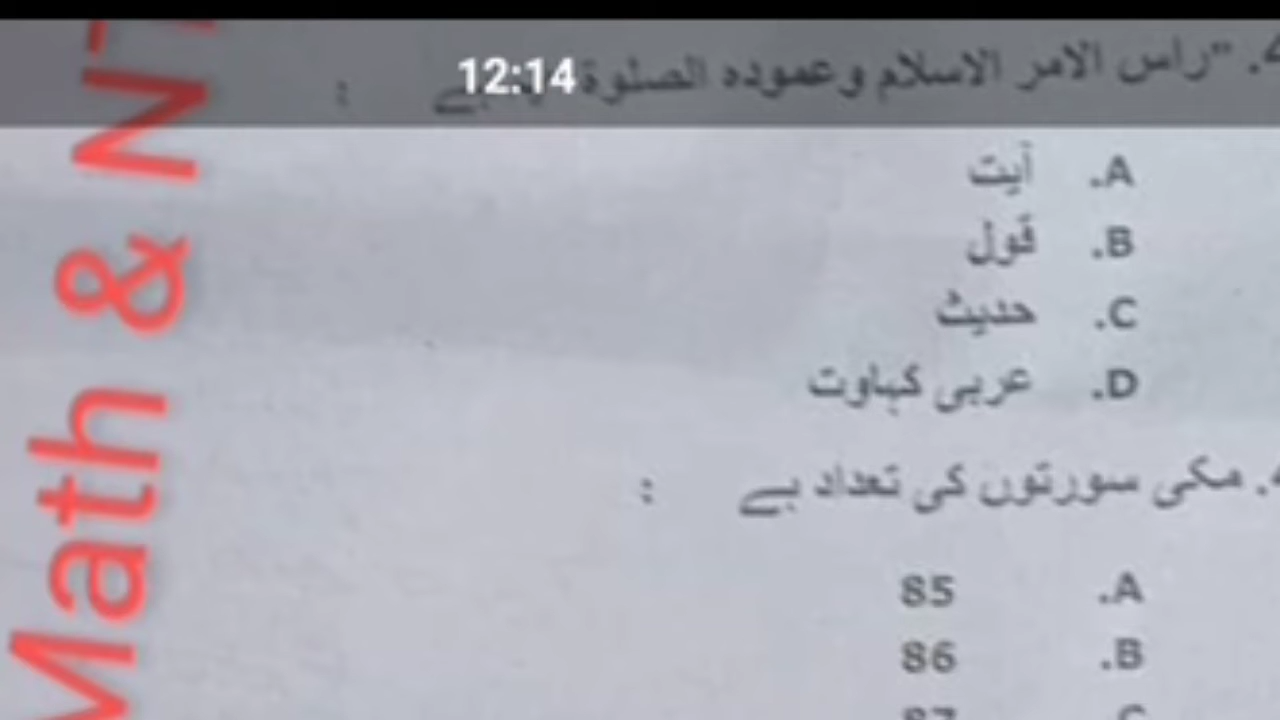 12:14
"راس الامر الاسلام وعموده الصلوة ہے :
A. آیت
B. قول
C. حدیث
D. عربی کہاوت
مکی سورتوں کی تعداد ہے :
A. 85
B. 86
C. 87
Math &